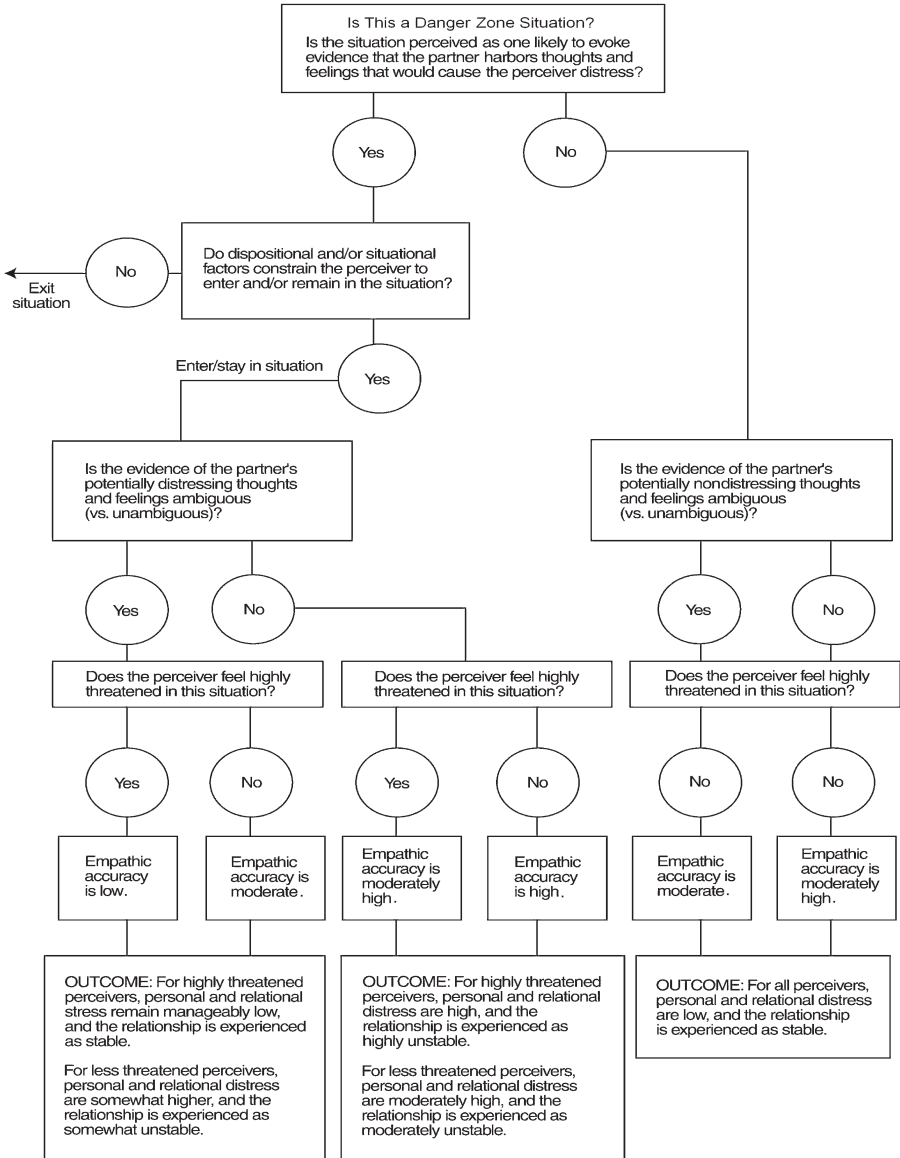 Is This a Danger Zone Situation?
Is the situation perceived as one likely to evoke
evidence that the partner harbors thoughts and
feelings that would cause the perceiver distress?
Yes
No
Do dispositional and/or situational
factors constrain the perceiver to
enter and/or remain in the situation?
No
Exit
situation
Enter/stay in situation
Yes
Is the evidence of the partner's
potentially distressing thoughts
and feelings ambiguous
(vs. unambiguous)?
Is the evidence of the partner's
potentially nondistressing thoughts
and feelings ambiguous
(vs. unambiguous)?
Yes
No
Yes
No
Does the perceiver feel highly
threatened in this situation?
Does the perceiver feel highly
threatened in this situation?
Does the perceiver feel highly
threatened in this situation?
Yes
No
Yes
No
No
No
Empathic
accuracy
is low.
Empathic
accuracy is
moderate.
Empathic
accuracy is
moderately
high.
Empathic
accuracy
is high.
Empathic
accuracy is
moderate.
Empathic
accuracy is
moderately
high.
OUTCOME: For highly threatened
perceivers, personal and relational
stress remain manageably low,
and the relationship is experienced
as stable.
For less threatened perceivers,
personal and relational distress
are somewhat higher, and the
relationship is experienced as
somewhat unstable.
OUTCOME: For highly threatened
perceivers, personal and relational
distress are high, and the
relationship is experienced as
highly unstable.
For less threatened perceivers,
personal and relational distress
are moderately high, and the
relationship is experienced as
moderately unstable.
OUTCOME: For all perceivers,
personal and relational distress
are low, and the relationship
is experienced as stable.